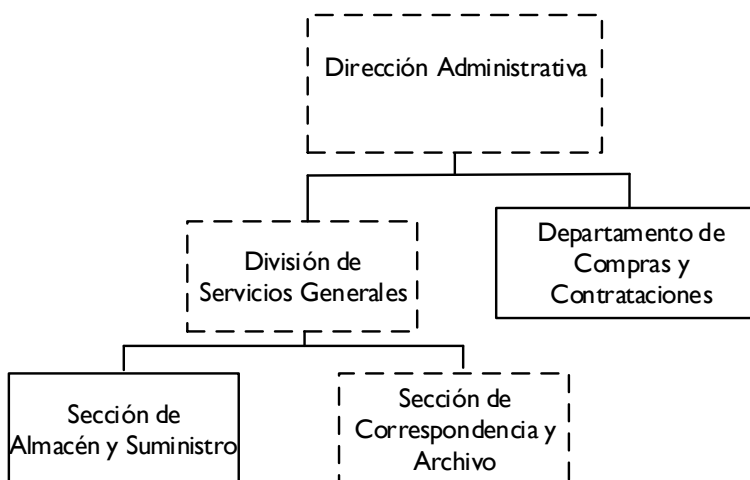 Dirección Administrativa
División de
Servicios Generales
Departamento de
Compras y
Contrataciones
Sección de
Almacén y Suministro
Sección de
Correspondencia y
Archivo